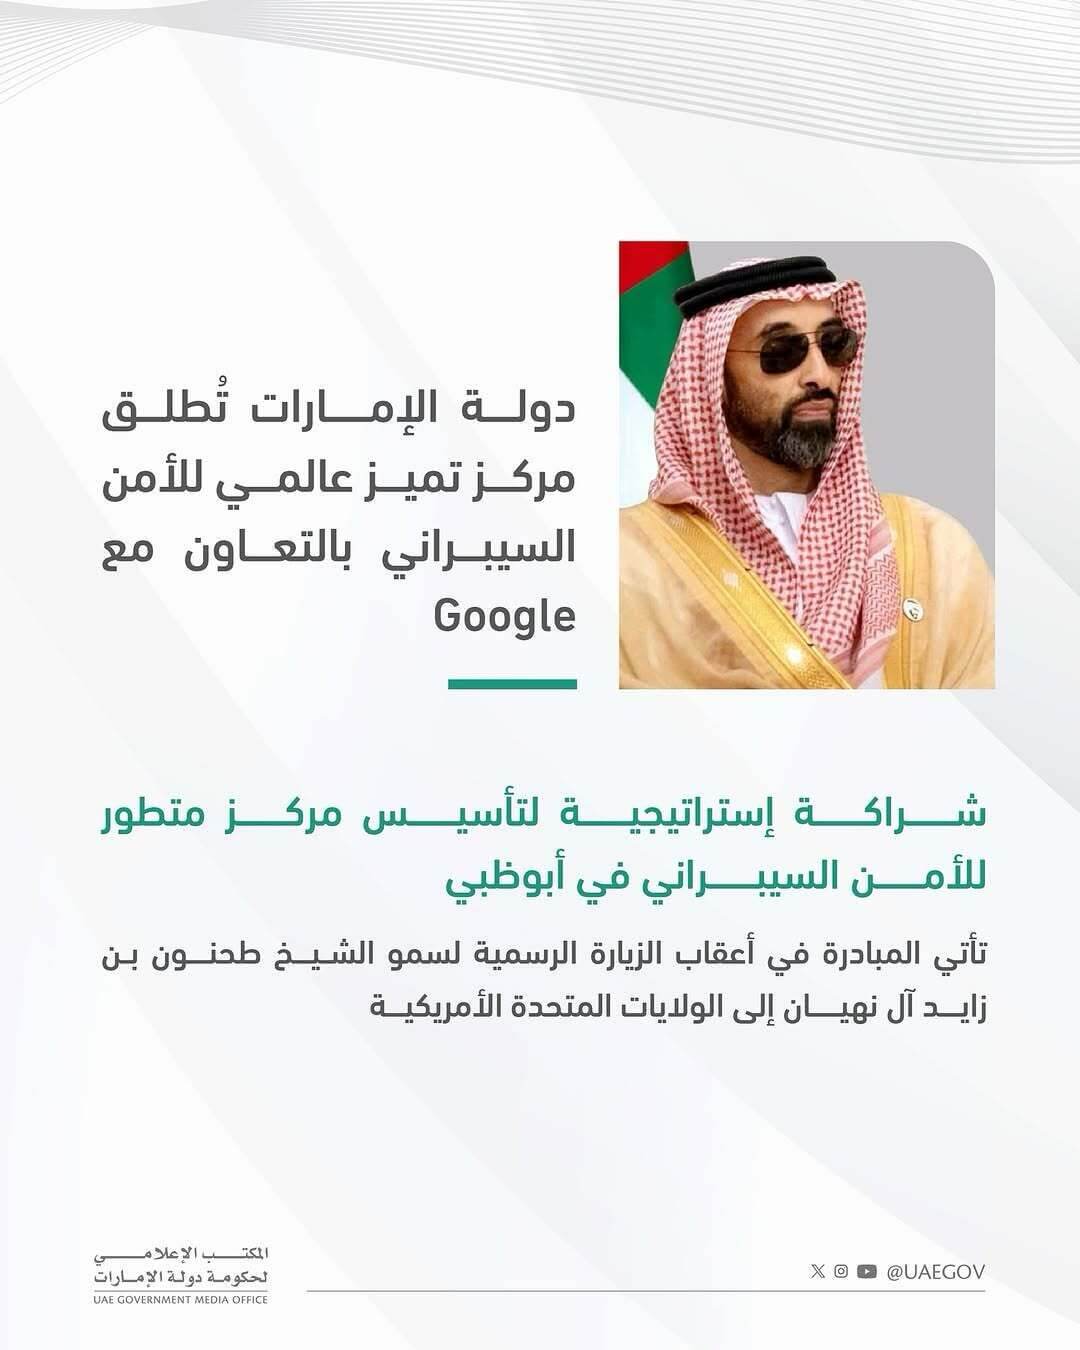 دولة الإمارات تُطلق
مركز تميز عالمي للأمن
السيبراني بالتعاون مع
Google
شراكة إستراتيجية لتأسيس مركز متطور
للأمن السيبراني في أبوظبي
تأتي المبادرة في أعقاب الزيارة الرسمية لسمو الشيخ طحنون بن
زايد آل نهيان إلى الولايات المتحدة الأمريكية
المكتب الإعلامي
لحكومة دولة الإمارات
UAE GOVERNMENT MEDIA OFFICE
@UAEGOV